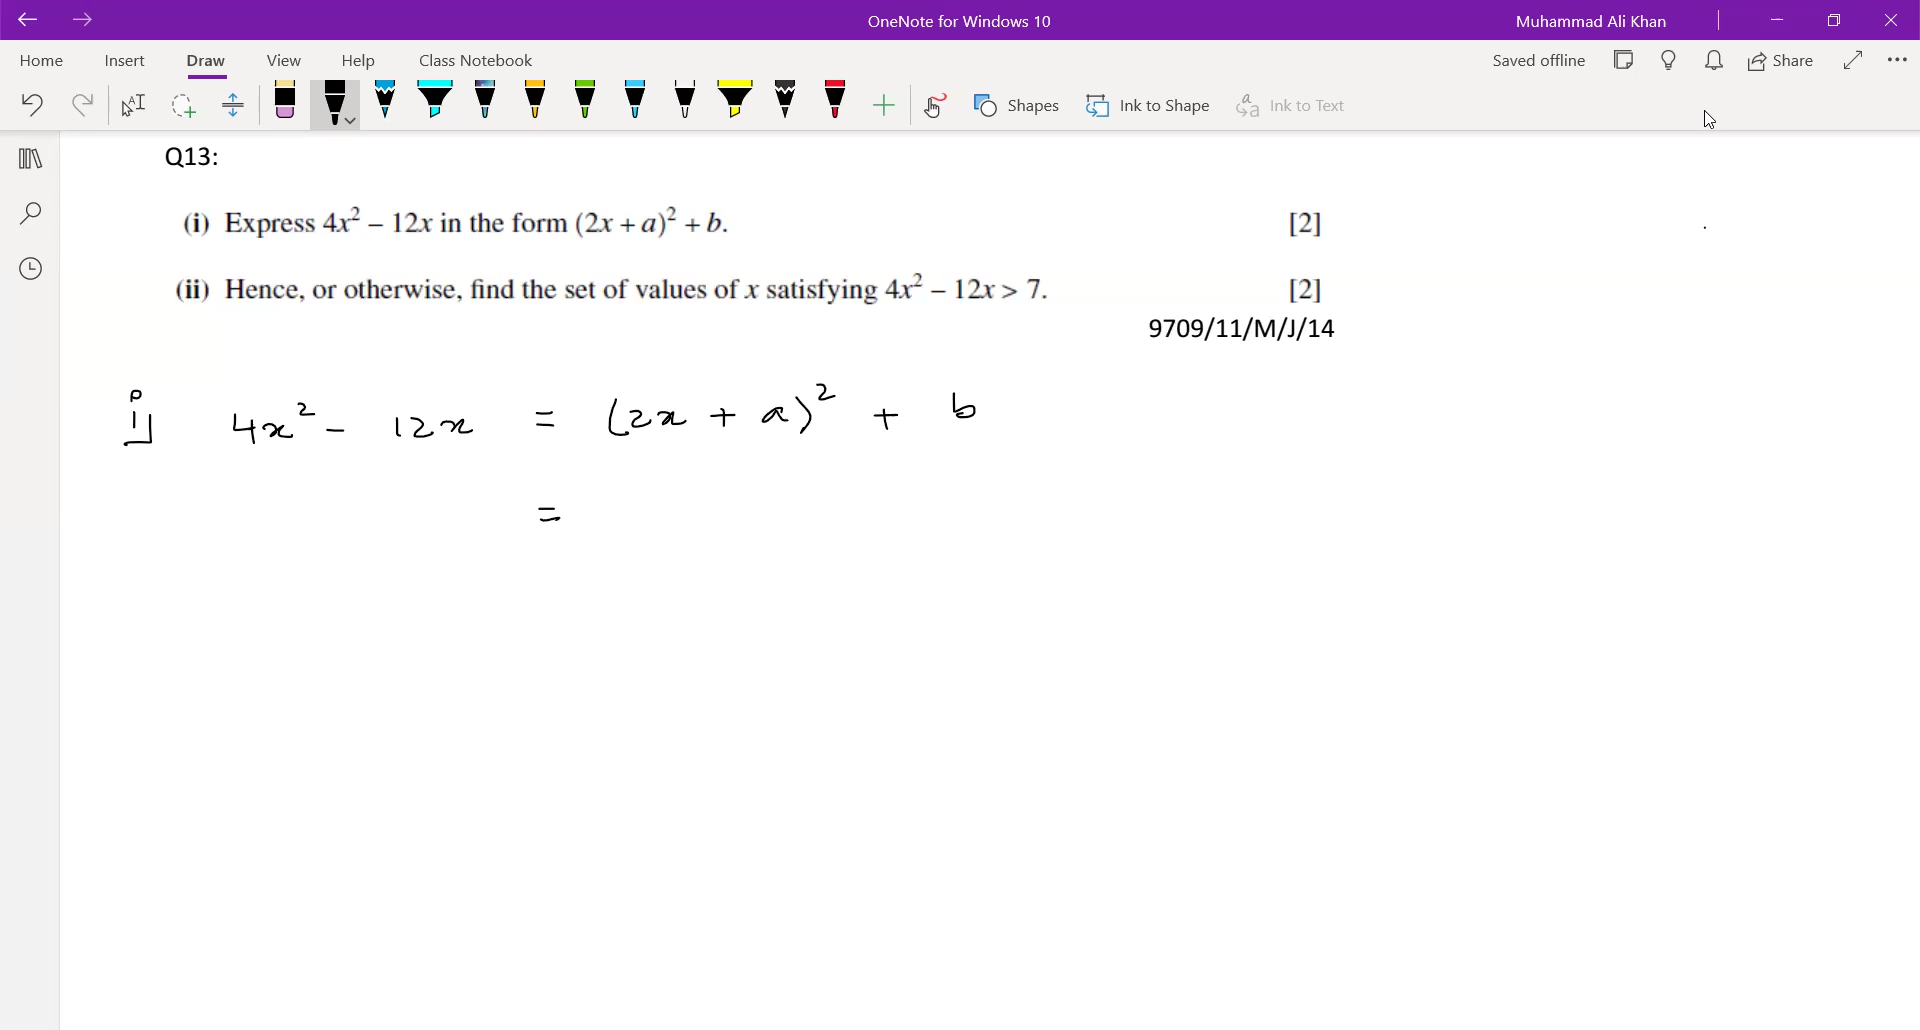 OneNote for Windows 10
Muhammad Ali Khan
Home Insert Draw View Help Class Notebook
Saved offline Share
Shapes Ink to Shape Ink to Text
Q13:
(i) Express 4x² – 12x in the form (2x + a)² + b. [2]
(ii) Hence, or otherwise, find the set of values of x satisfying 4x² – 12x > 7. [2]
9709/11/M/J/14
i 4x² - 12x = (2x + a)² + b
=